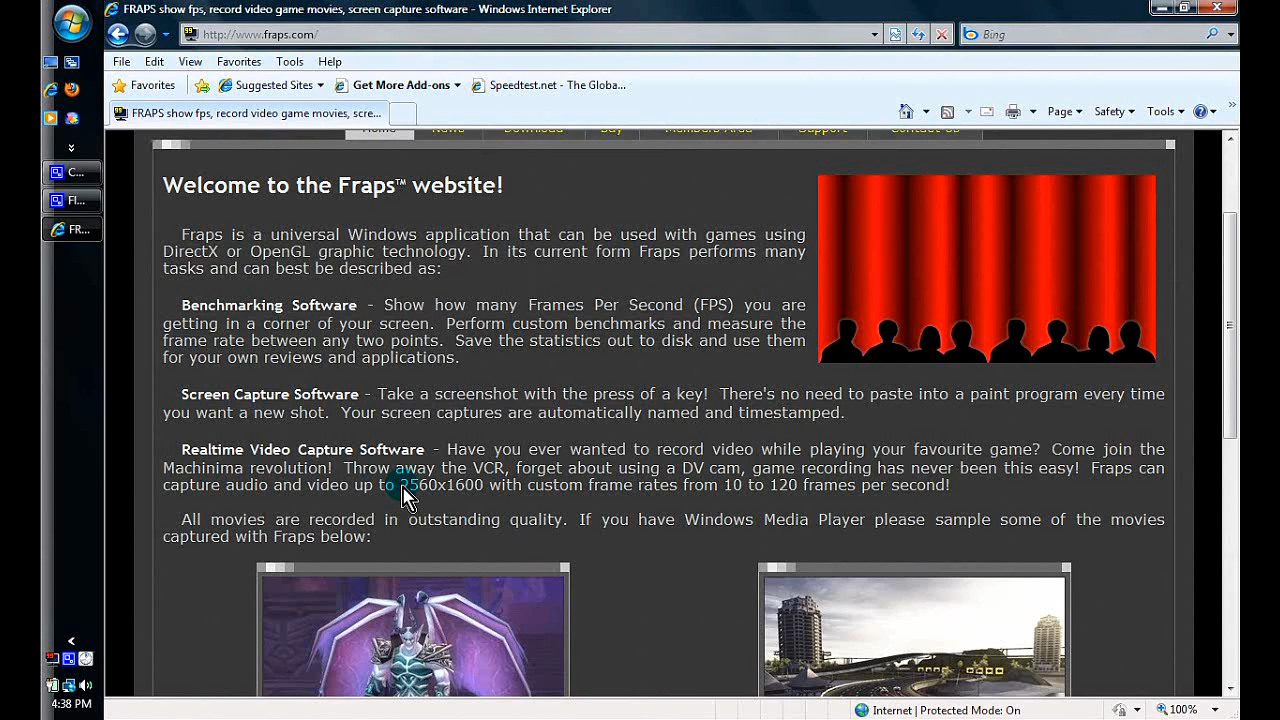 FRAPS show fps, record video game movies, screen capture software - Windows Internet Explorer
http://www.fraps.com/
Bing
File Edit View Favorites Tools Help
Favorites Suggested Sites Get More Add-ons Speedtest.net - The Globa...
FRAPS show fps, record video game movies, scre...
Page Safety Tools
Home News Download Buy Members Area Support Contact Us
C...
FI...
FR...
Welcome to the Fraps™ website!
Fraps is a universal Windows application that can be used with games using
DirectX or OpenGL graphic technology. In its current form Fraps performs many
tasks and can best be described as:
Benchmarking Software - Show how many Frames Per Second (FPS) you are
getting in a corner of your screen. Perform custom benchmarks and measure the
frame rate between any two points. Save the statistics out to disk and use them
for your own reviews and applications.
Screen Capture Software - Take a screenshot with the press of a key! There's no need to paste into a paint program every time
you want a new shot. Your screen captures are automatically named and timestamped.
Realtime Video Capture Software - Have you ever wanted to record video while playing your favourite game? Come join the
Machinima revolution! Throw away the VCR, forget about using a DV cam, game recording has never been this easy! Fraps can
capture audio and video up to 2560x1600 with custom frame rates from 10 to 120 frames per second!
All movies are recorded in outstanding quality. If you have Windows Media Player please sample some of the movies
captured with Fraps below:
4:38 PM
Internet | Protected Mode: On
100%